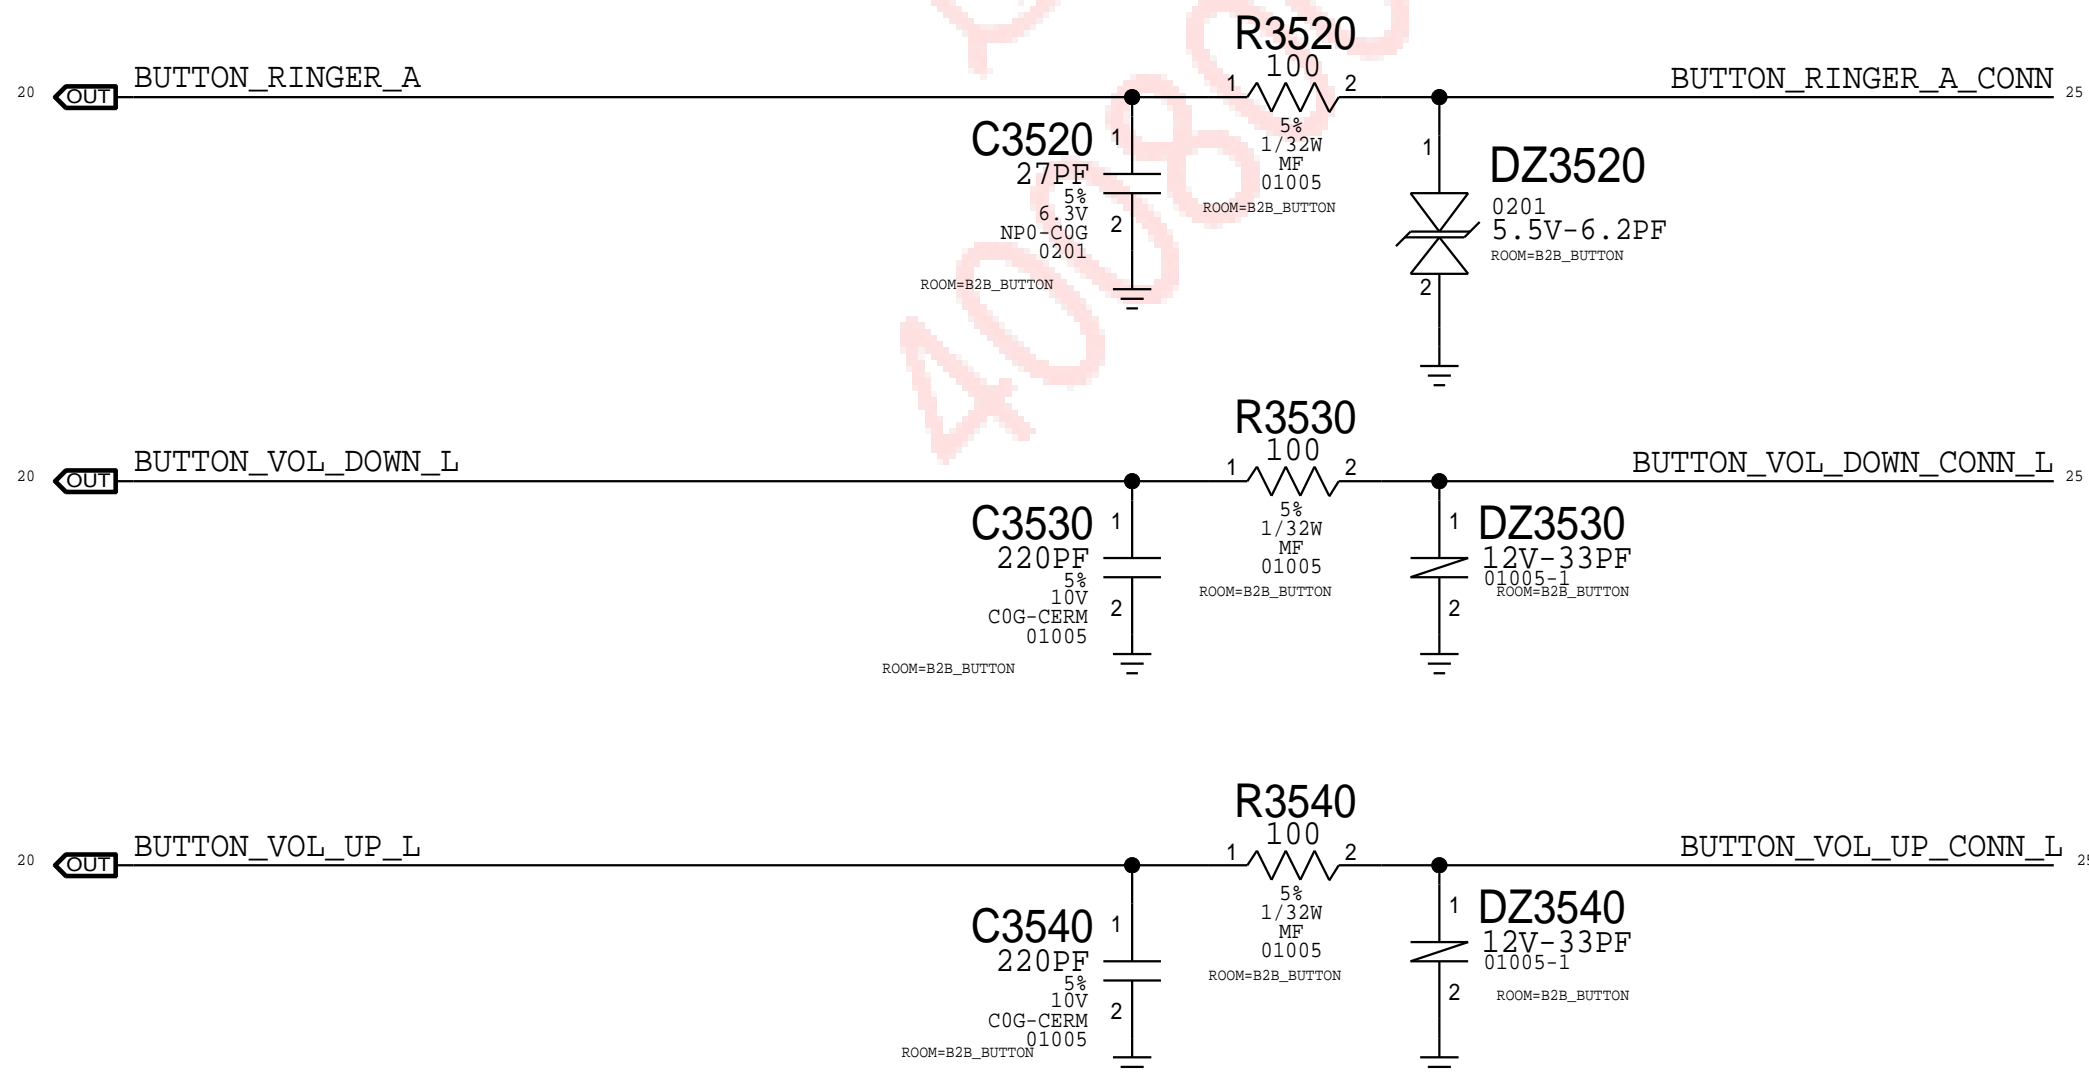 R3520
100
1 2
5%
1/32W
MF
01005
ROOM=B2B_BUTTON
20 OUT BUTTON_RINGER_A
BUTTON_RINGER_A_CONN 25
C3520
27PF
5%
6.3V
NP0-C0G
0201
ROOM=B2B_BUTTON
1
2
1
2
DZ3520
0201
5.5V-6.2PF
ROOM=B2B_BUTTON
R3530
100
1 2
5%
1/32W
MF
01005
ROOM=B2B_BUTTON
20 OUT BUTTON_VOL_DOWN_L
BUTTON_VOL_DOWN_CONN_L 25
C3530
220PF
5%
10V
C0G-CERM
01005
ROOM=B2B_BUTTON
1
2
1
2
DZ3530
12V-33PF
01005-1
ROOM=B2B_BUTTON
R3540
100
1 2
5%
1/32W
MF
01005
ROOM=B2B_BUTTON
20 OUT BUTTON_VOL_UP_L
BUTTON_VOL_UP_CONN_L
C3540
220PF
5%
10V
C0G-CERM
01005
ROOM=B2B_BUTTON
1
2
1
2
DZ3540
12V-33PF
01005-1
ROOM=B2B_BUTTON